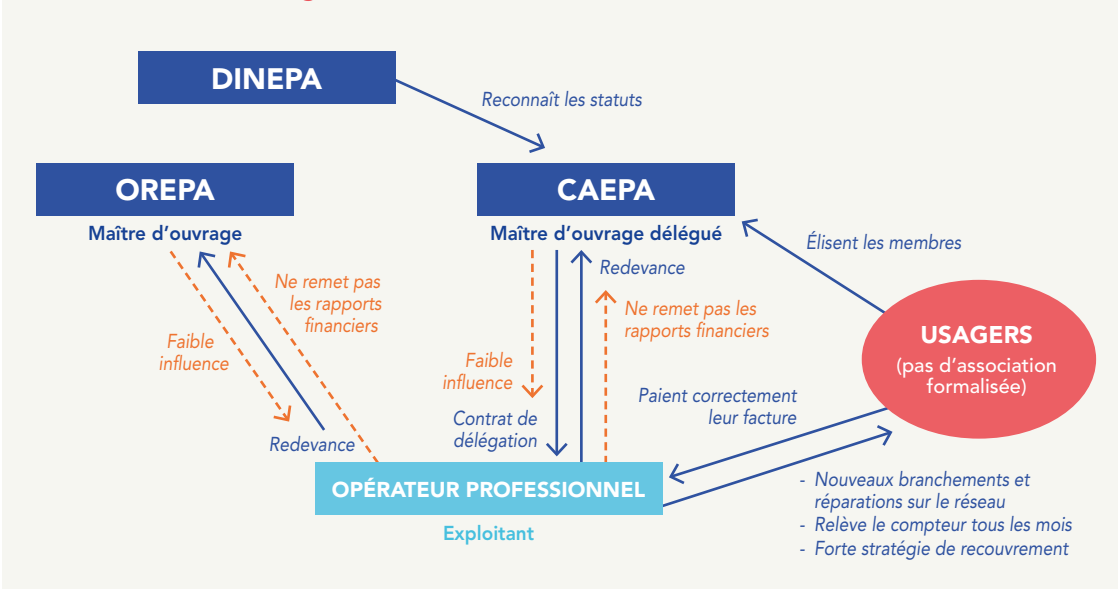 DINEPA
Reconnaît les statuts
OREPA
Maître d'ouvrage
CAEPA
Maître d'ouvrage délégué
Élisent les membres
Redevance
Ne remet pas
les rapports
financiers
Ne remet pas les
rapports financiers
USAGERS
(pas d'association
formalisée)
Faible
influence
Faible
influence
Paient correctement
leur facture
Contrat de
délégation
Redevance
OPÉRATEUR PROFESSIONNEL
Exploitant
- Nouveaux branchements et
réparations sur le réseau
- Relève le compteur tous les mois
- Forte stratégie de recouvrement